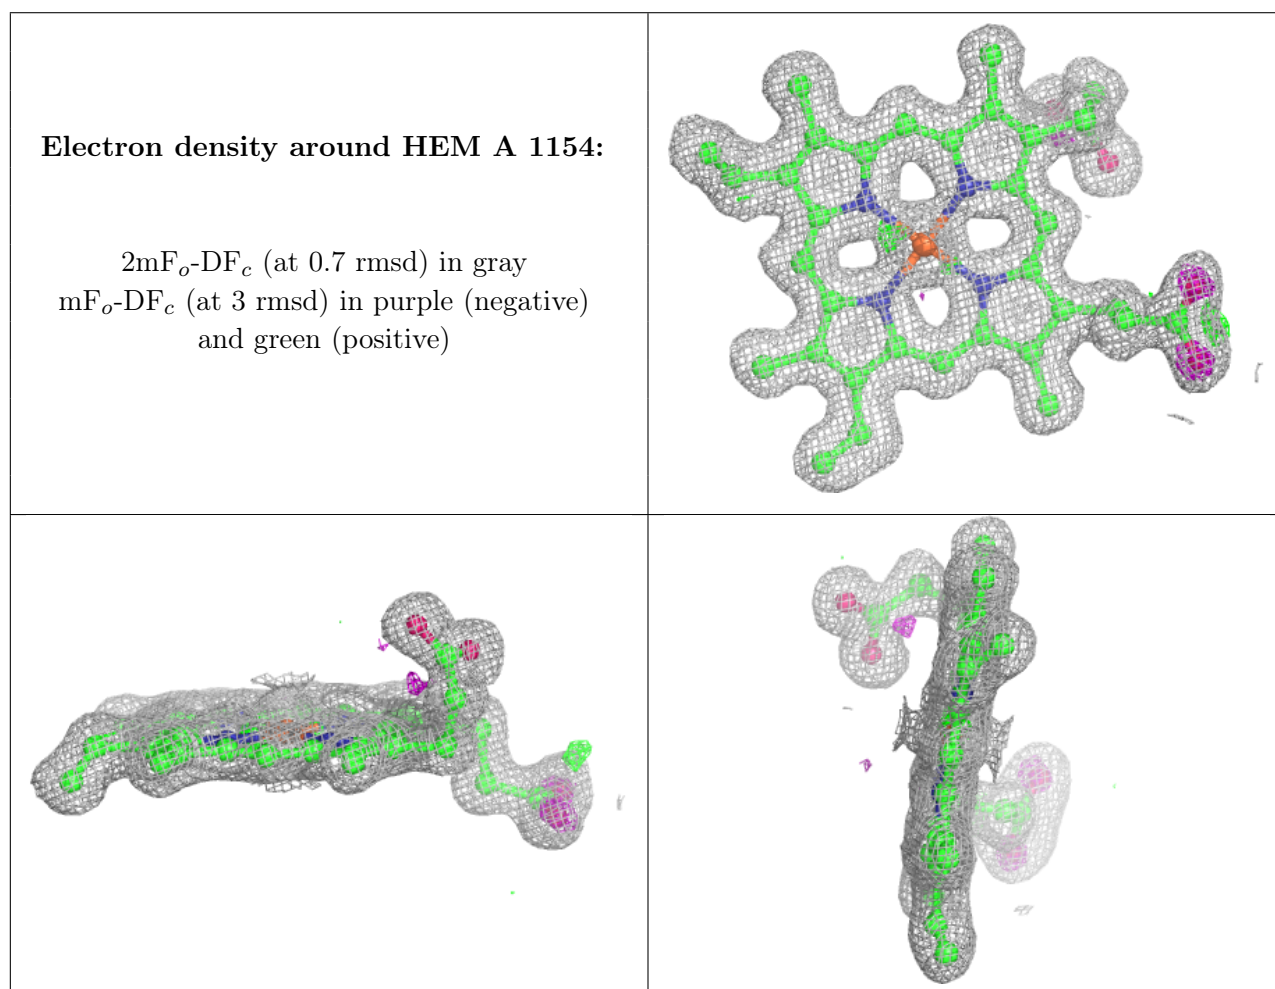 Electron density around HEM A 1154:
2mFo-DFc (at 0.7 rmsd) in gray
mFo-DFc (at 3 rmsd) in purple (negative)
and green (positive)